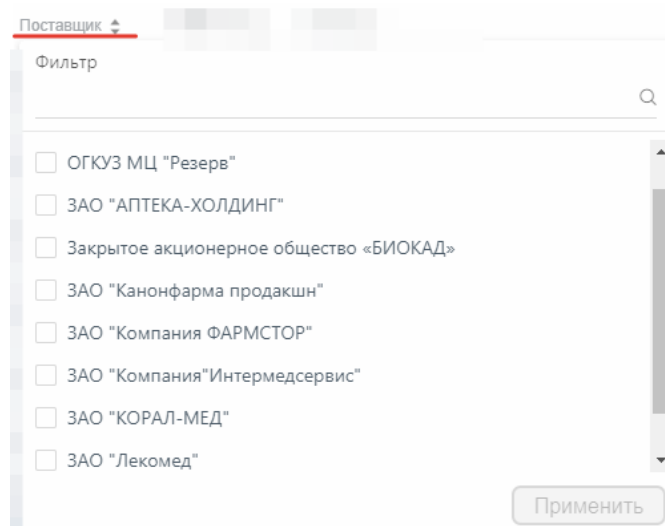 Поставщик
Фильтр
ОГКУЗ МЦ "Резерв"
ЗАО "АПТЕКА-ХОЛДИНГ"
Закрытое акционерное общество «БИОКАД»
ЗАО "Канонфарма продакшн"
ЗАО "Компания ФАРМСТОР"
ЗАО "Компания"Интермедсервис"
ЗАО "КОРАЛ-МЕД"
ЗАО "Лекомед"
Применить